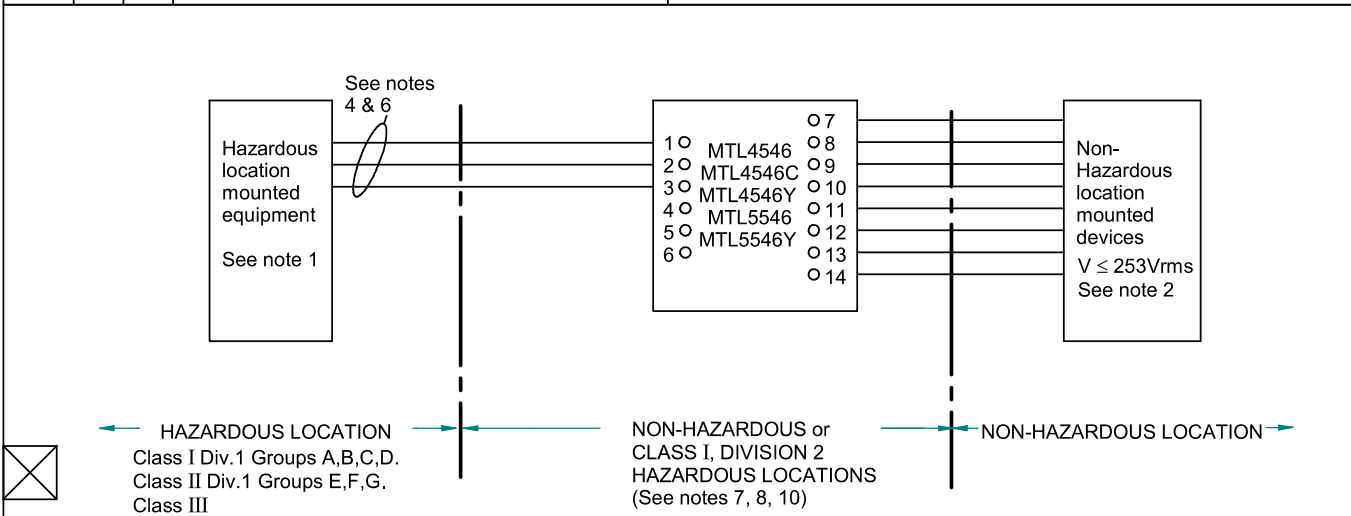 See notes
4 & 6
Hazardous
location
mounted
equipment
See note 1
1
2
3
4
5
6
MTL4546
MTL4546C
MTL4546Y
MTL5546
MTL5546Y
7
8
9
10
11
12
13
14
Non-
Hazardous
location
mounted
devices
V ≤ 253Vrms
See note 2
HAZARDOUS LOCATION
Class I Div.1 Groups A,B,C,D.
Class II Div.1 Groups E,F,G.
Class III
NON-HAZARDOUS or
CLASS I, DIVISION 2
HAZARDOUS LOCATIONS
(See notes 7, 8, 10)
NON-HAZARDOUS LOCATION